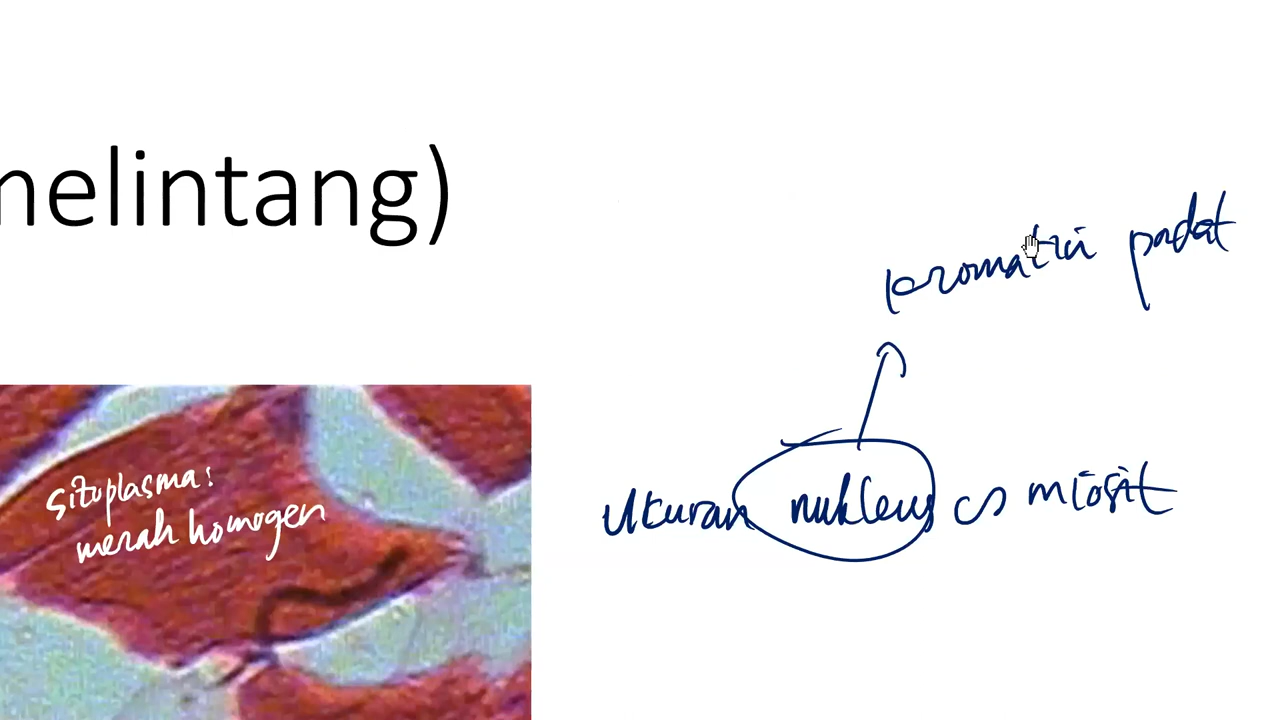 nelintang)
kromatin padat
sitoplasma:
merah homogen
ukuran nukleus cs miosit